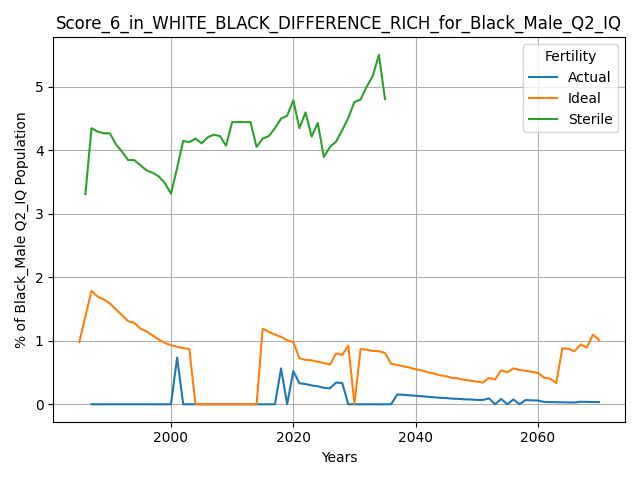 Score_6_in_WHITE_BLACK_DIFFERENCE_RICH_for_Black_Male_Q2_IQ
Fertility
Actual
Ideal
Sterile
% of Black_Male Q2_IQ Population
5
4
3
2
1
0
2000
2020
2040
2060
Years